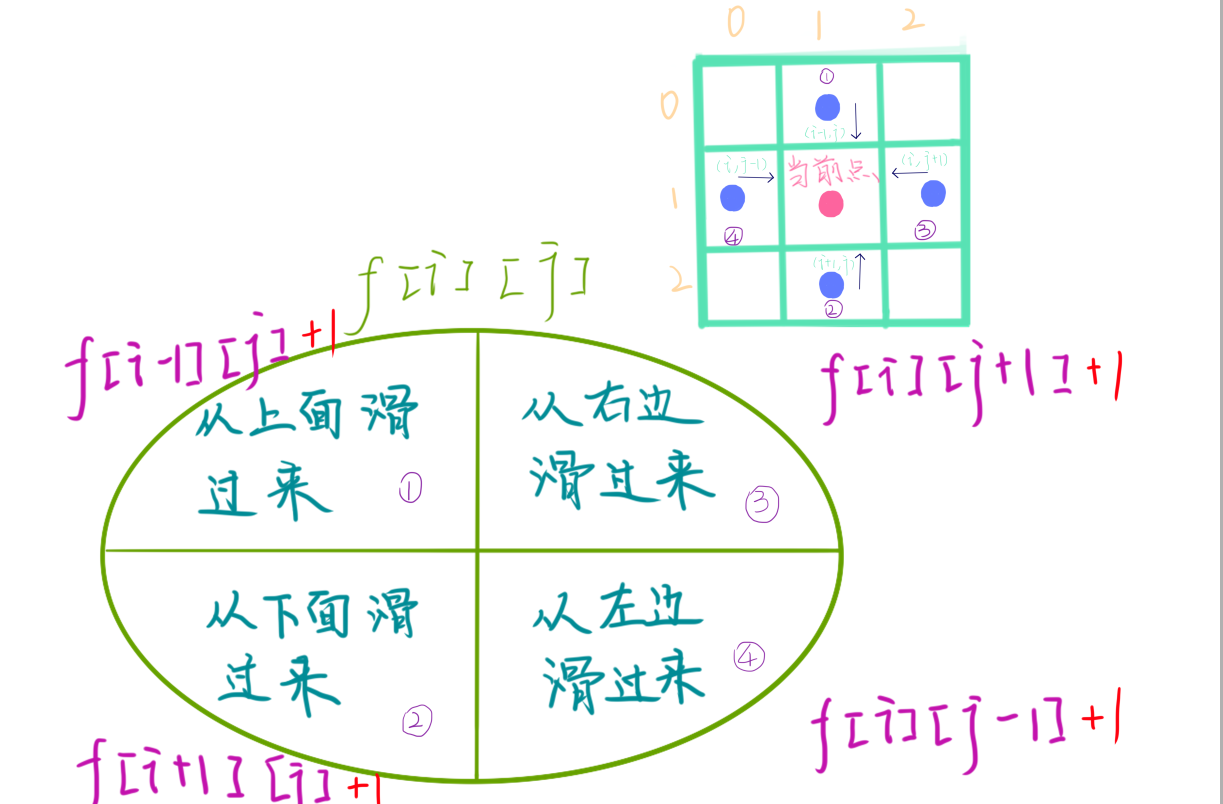 0 1 2
①
0
(i-1,j)
(i,j-1) 当前点 (i,j+1)
1
④ ③
2 (i+1,j)
②
f[i][j]
f[i-1][j]+1
f[i][j+1]+1
从上面滑
过来 ①
从右边
滑过来 ③
从下面滑
过来 ②
从左边
滑过来 ④
f[i+1][j]+1
f[i][j-1]+1